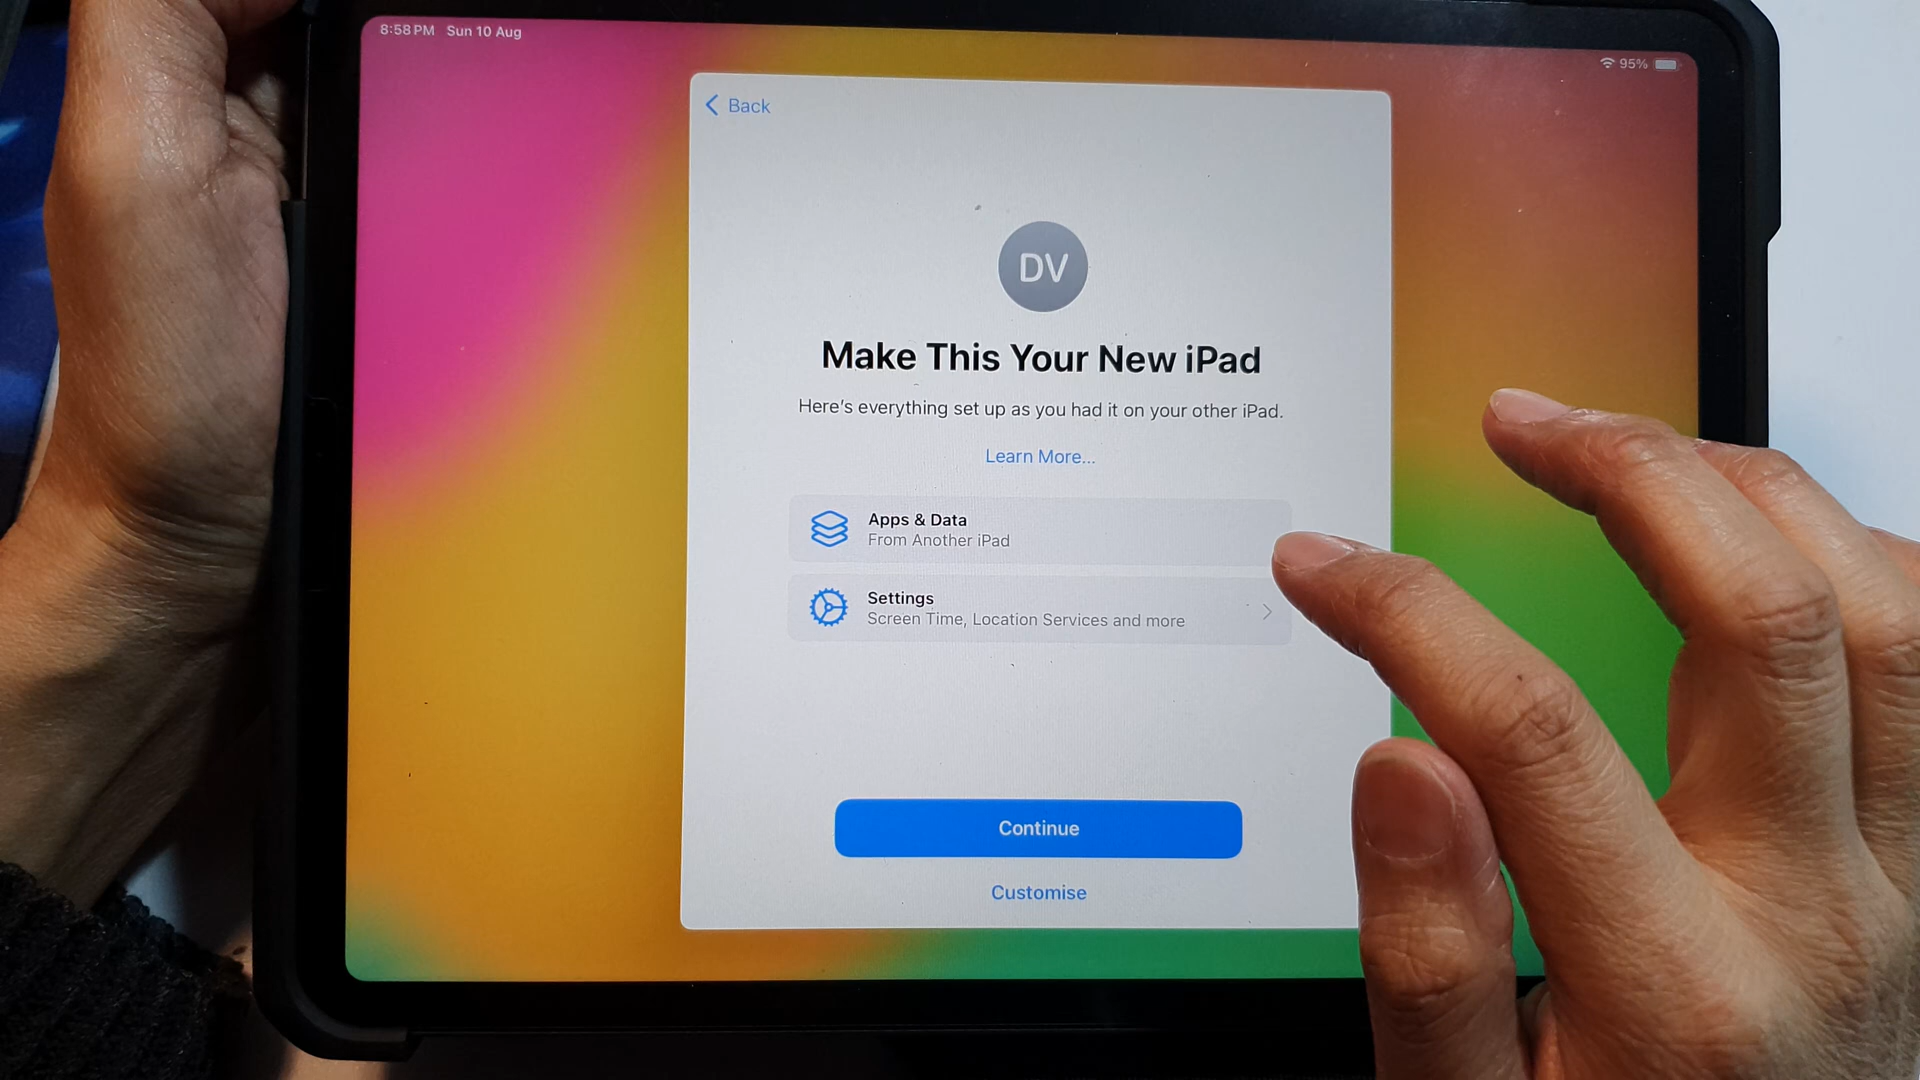 8:58 PM Sun 10 Aug
95%
Back
DV
Make This Your New iPad
Here's everything set up as you had it on your other iPad.
Learn More...
Apps & Data
From Another iPad
Settings
Screen Time, Location Services and more
Continue
Customise